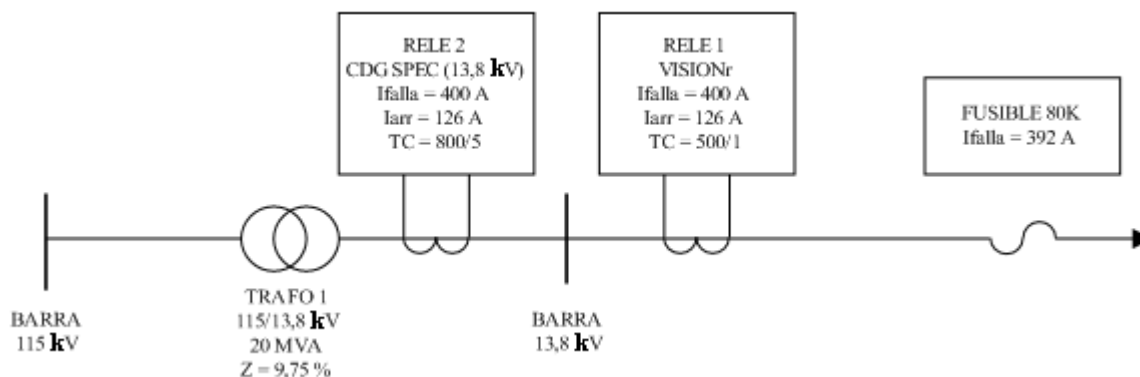 RELE 2
CDG SPEC (13,8 kV)
Ifalla = 400 A
Iarr = 126 A
TC = 800/5
RELE 1
VISIONr
Ifalla = 400 A
Iarr = 126 A
TC = 500/1
FUSIBLE 80K
Ifalla = 392 A
BARRA
115 kV
TRAFO 1
115/13,8 kV
20 MVA
Z = 9,75 %
BARRA
13,8 kV